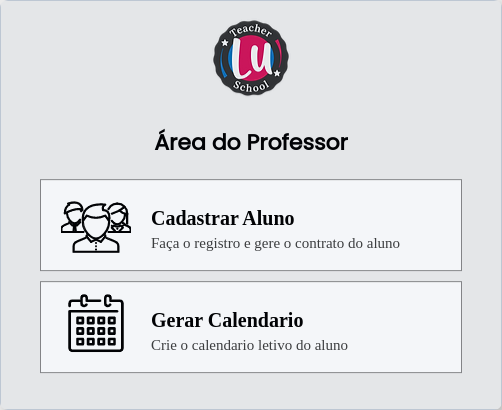 Teacher
Lu
School
Área do Professor
Cadastrar Aluno
Faça o registro e gere o contrato do aluno
Gerar Calendario
Crie o calendario letivo do aluno